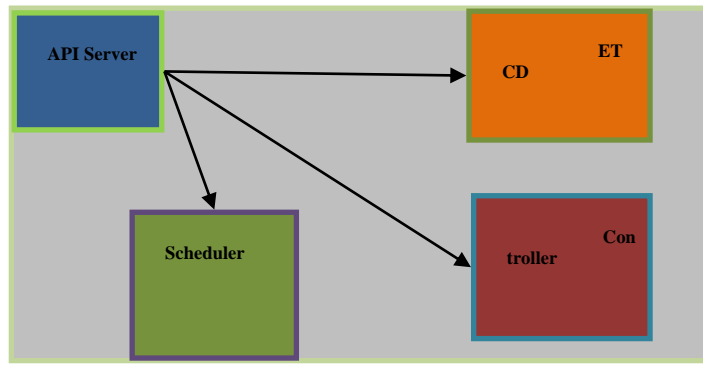 API Server
ET
CD
Scheduler
Con
troller